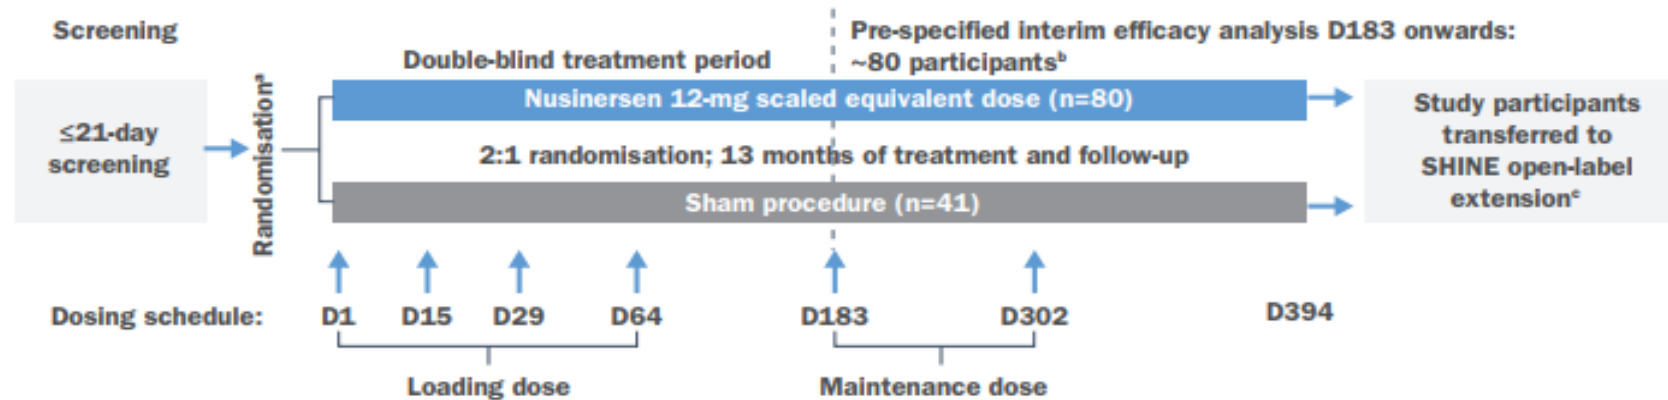 Screening
Pre-specified interim efficacy analysis D183 onwards:
~80 participantsᵇ
Double-blind treatment period
≤21-day
screening
Randomisationᵃ
Nusinersen 12-mg scaled equivalent dose (n=80)
2:1 randomisation; 13 months of treatment and follow-up
Sham procedure (n=41)
Study participants
transferred to
SHINE open-label
extensionᶜ
Dosing schedule: D1 D15 D29 D64 D183 D302 D394
Loading dose Maintenance dose